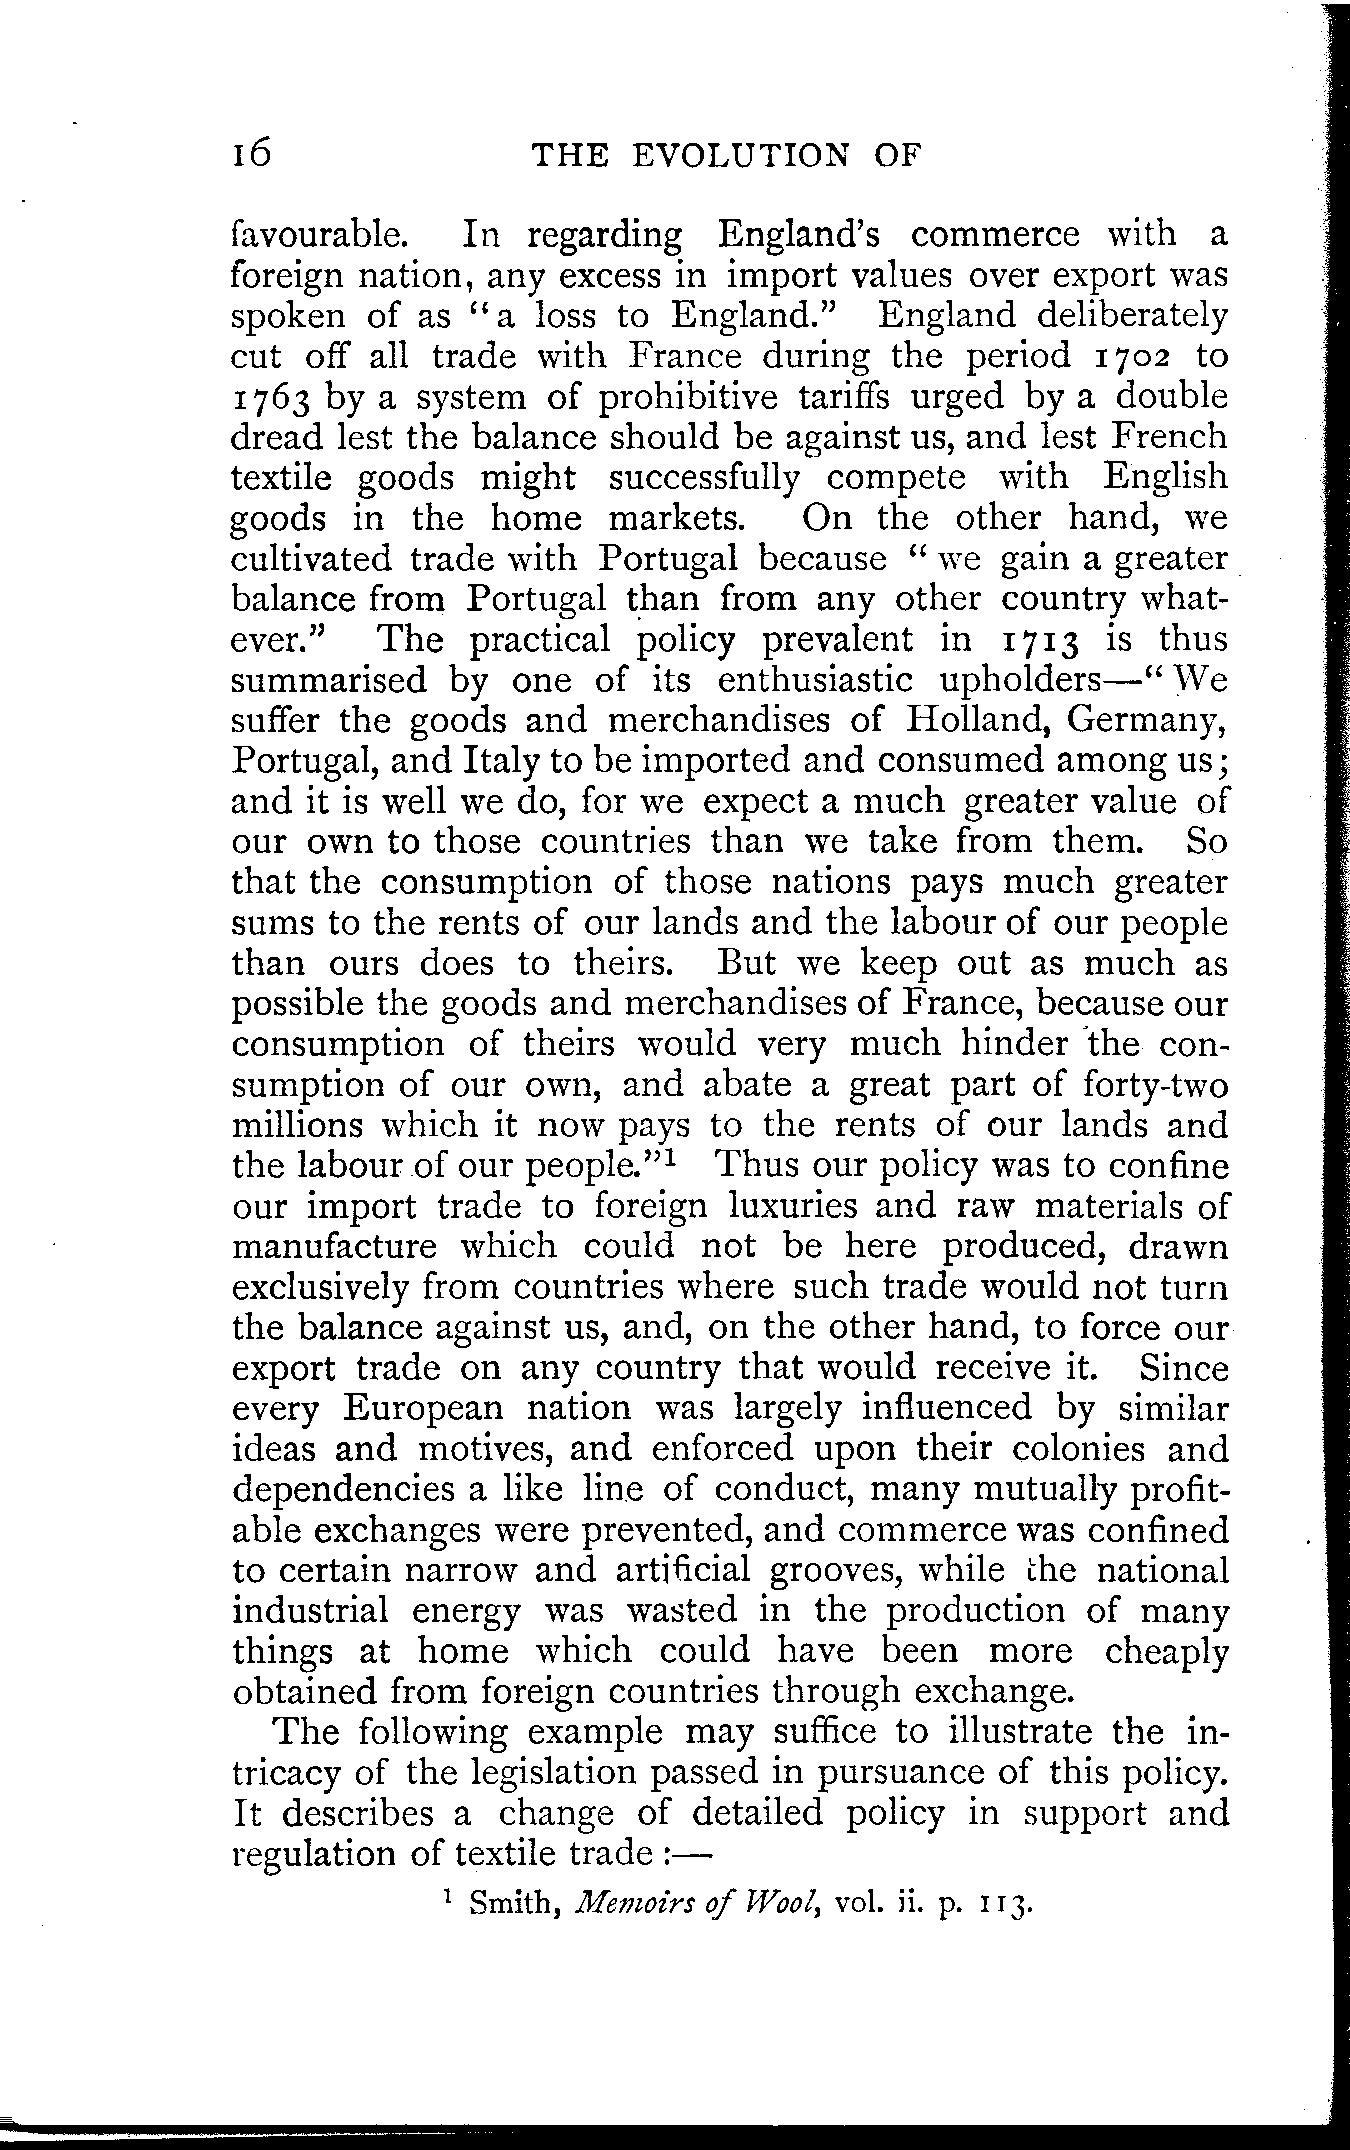 16 THE EVOLUTION OF
favourable. In regarding England's commerce with a
foreign nation, any excess in import values over export was
spoken of as "a loss to England." England deliberately
cut off all trade with France during the period 1702 to
1763 by a system of prohibitive tariffs urged by a double
dread lest the balance should be against us, and lest French
textile goods might successfully compete with English
goods in the home markets. On the other hand, we
cultivated trade with Portugal because "we gain a greater
balance from Portugal than from any other country what-
ever." The practical policy prevalent in 1713 is thus
summarised by one of its enthusiastic upholders—"We
suffer the goods and merchandises of Holland, Germany,
Portugal, and Italy to be imported and consumed among us;
and it is well we do, for we expect a much greater value of
our own to those countries than we take from them. So
that the consumption of those nations pays much greater
sums to the rents of our lands and the labour of our people
than ours does to theirs. But we keep out as much as
possible the goods and merchandises of France, because our
consumption of theirs would very much hinder the con-
sumption of our own, and abate a great part of forty-two
millions which it now pays to the rents of our lands and
the labour of our people."¹ Thus our policy was to confine
our import trade to foreign luxuries and raw materials of
manufacture which could not be here produced, drawn
exclusively from countries where such trade would not turn
the balance against us, and, on the other hand, to force our
export trade on any country that would receive it. Since
every European nation was largely influenced by similar
ideas and motives, and enforced upon their colonies and
dependencies a like line of conduct, many mutually profit-
able exchanges were prevented, and commerce was confined
to certain narrow and artificial grooves, while the national
industrial energy was wasted in the production of many
things at home which could have been more cheaply
obtained from foreign countries through exchange.
The following example may suffice to illustrate the in-
tricacy of the legislation passed in pursuance of this policy.
It describes a change of detailed policy in support and
regulation of textile trade :—
¹ Smith, Memoirs of Wool, vol. ii. p. 113.